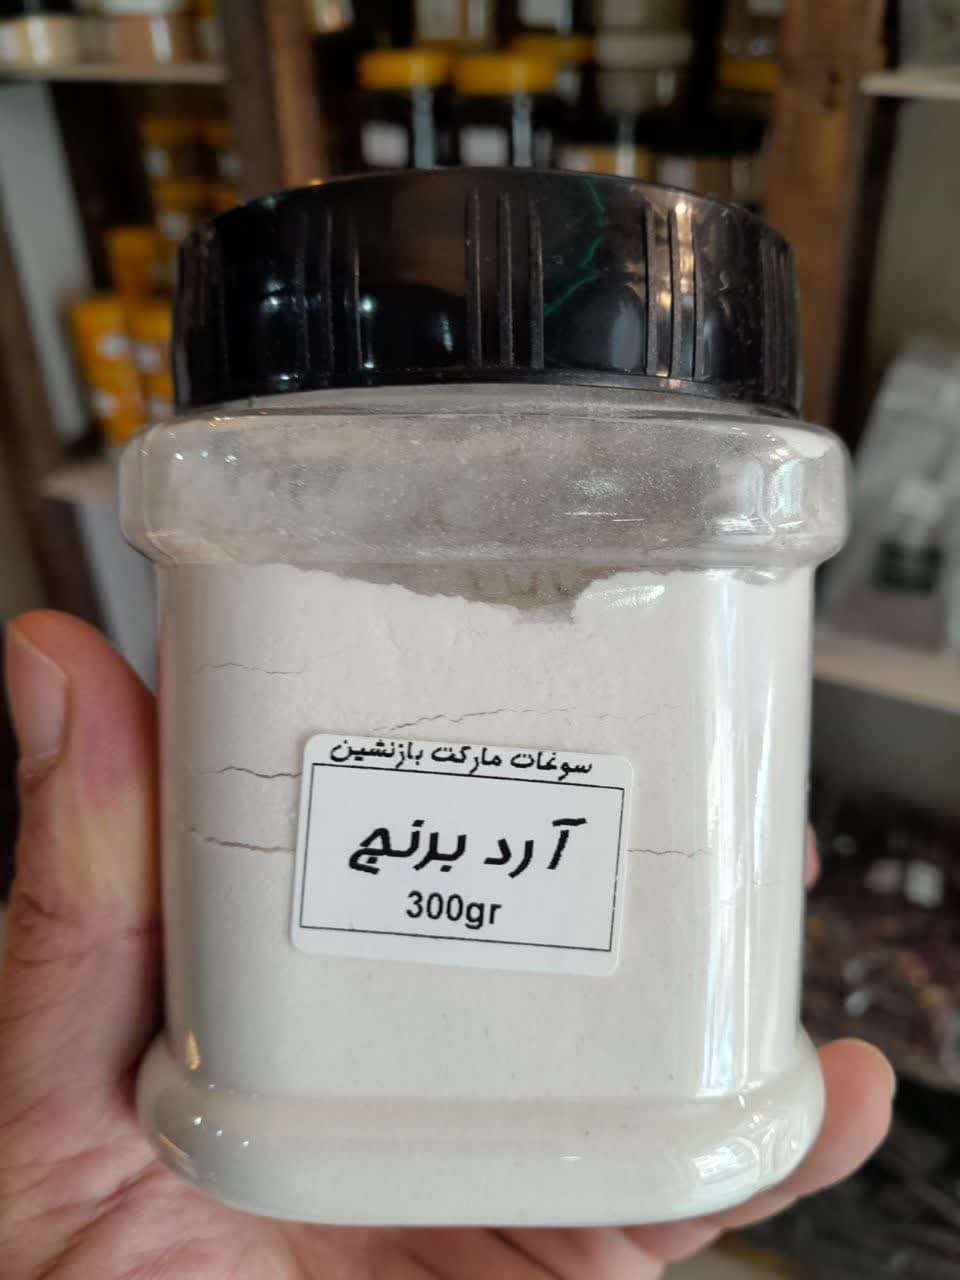 سوغات مارکت بازنشین
آرد برنج
300gr